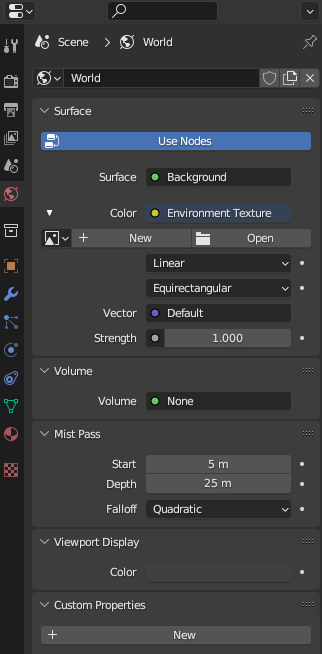 Scene > World
World
Surface
Use Nodes
Surface Background
Color Environment Texture
+ New Open
Linear
Equirectangular
Vector Default
Strength 1.000
Volume
Volume None
Mist Pass
Start 5 m
Depth 25 m
Falloff Quadratic
Viewport Display
Color
Custom Properties
+ New